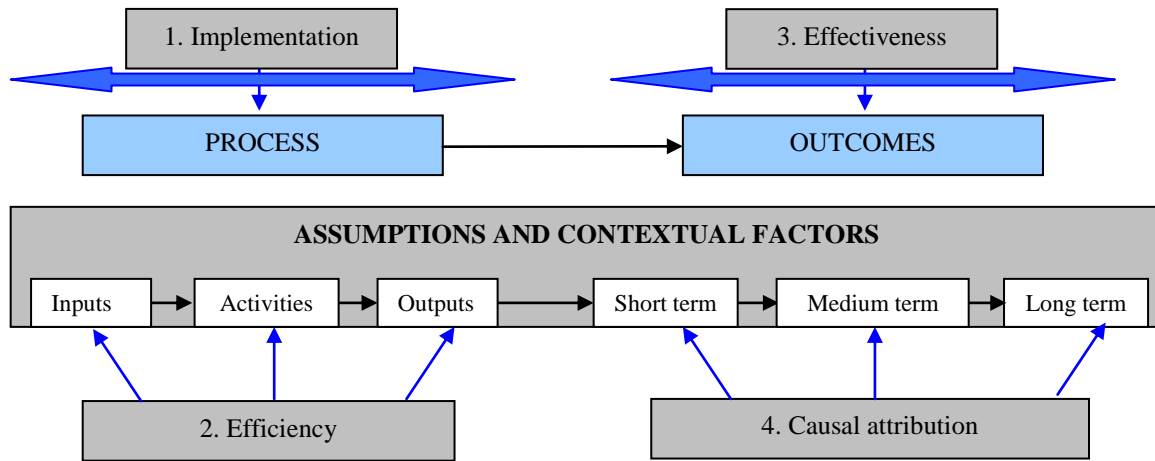 1. Implementation
3. Effectiveness
PROCESS
OUTCOMES
ASSUMPTIONS AND CONTEXTUAL FACTORS
Inputs
Activities
Outputs
Short term
Medium term
Long term
2. Efficiency
4. Causal attribution